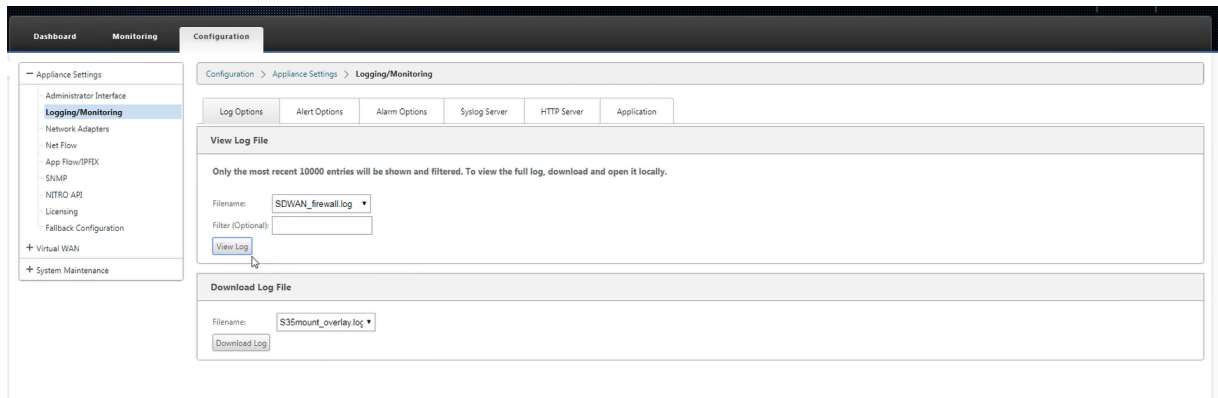 Dashboard Monitoring Configuration
Appliance Settings
Administrator Interface
Logging/Monitoring
Network Adapters
Net Flow
App Flow/IPFIX
SNMP
NITRO API
Licensing
Fallback Configuration
+ Virtual WAN
+ System Maintenance
Configuration > Appliance Settings > Logging/Monitoring
Log Options Alert Options Alarm Options Syslog Server HTTP Server Application
View Log File
Only the most recent 10000 entries will be shown and filtered. To view the full log, download and open it locally.
Filename: SDWAN_firewall.log
Filter (Optional):
View Log
Download Log File
Filename: S35mount_overlay.log
Download Log